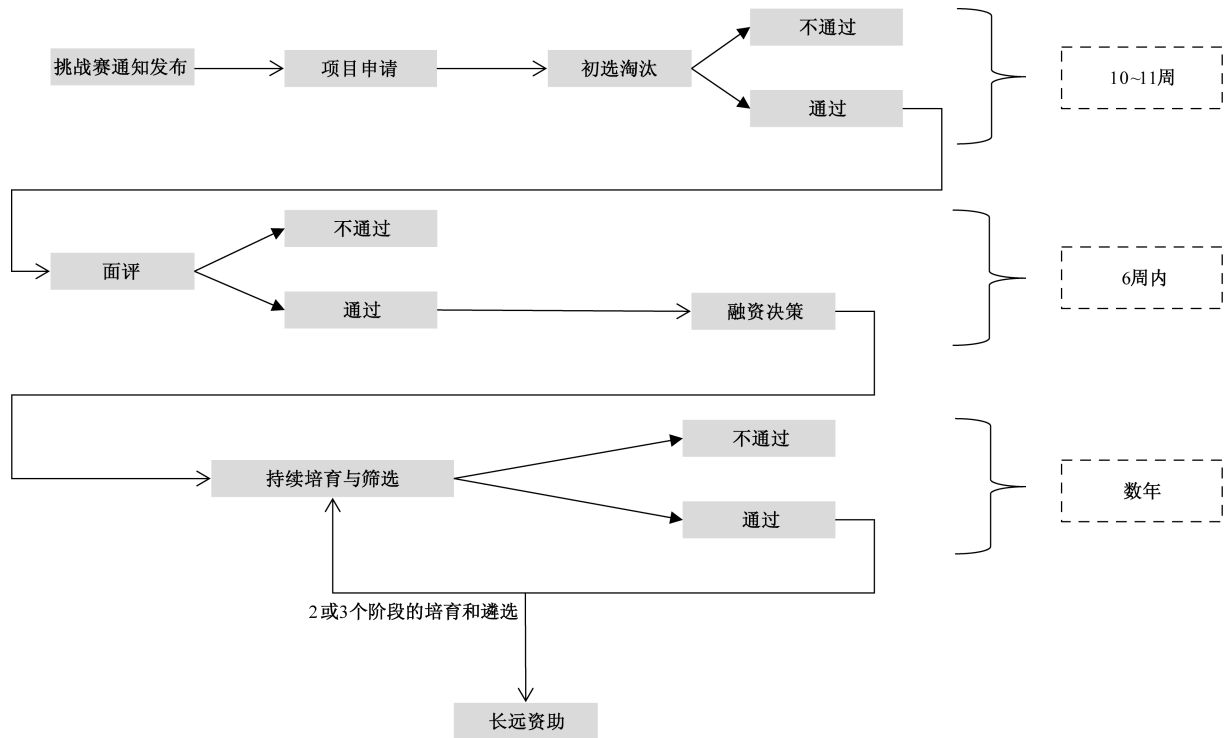 挑战赛通知发布
项目申请
初选淘汰
不通过
通过
10~11周
面评
不通过
通过
融资决策
6周内
持续培育与筛选
不通过
通过
数年
2或3个阶段的培育和遴选
长远资助